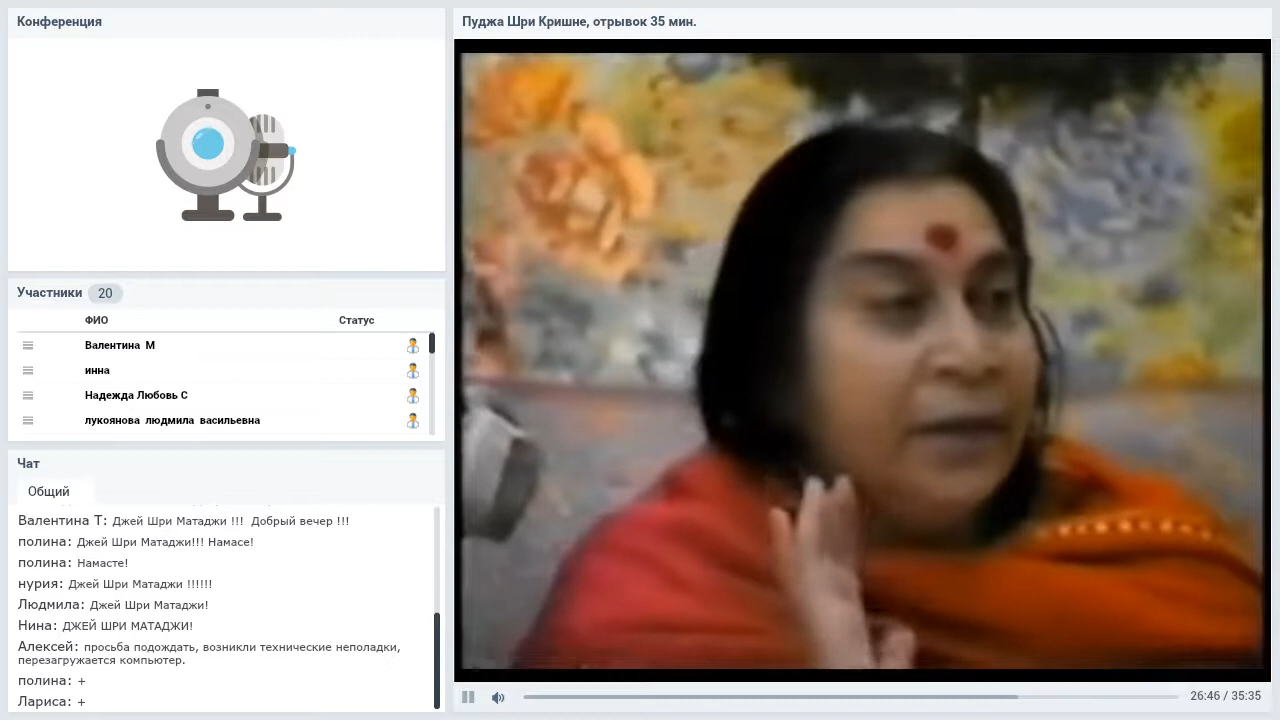 Конференция
Пуджа Шри Кришне, отрывок 35 мин.
Участники 20
ФИО Статус
Валентина М
инна
Надежда Любовь С
лукоянова людмила васильевна
Чат
Общий
Валентина Т: Джей Шри Матаджи !!! Добрый вечер !!!
полина: Джей Шри Матаджи!!! Намасе!
полина: Намасте!
нурия: Джей Шри Матаджи !!!!!!
Людмила: Джей Шри Матаджи!
Нина: ДЖЕЙ ШРИ МАТАДЖИ!
Алексей: просьба подождать, возникли технические неполадки,
перезагружается компьютер.
полина: +
Лариса: +
26:46 / 35:35